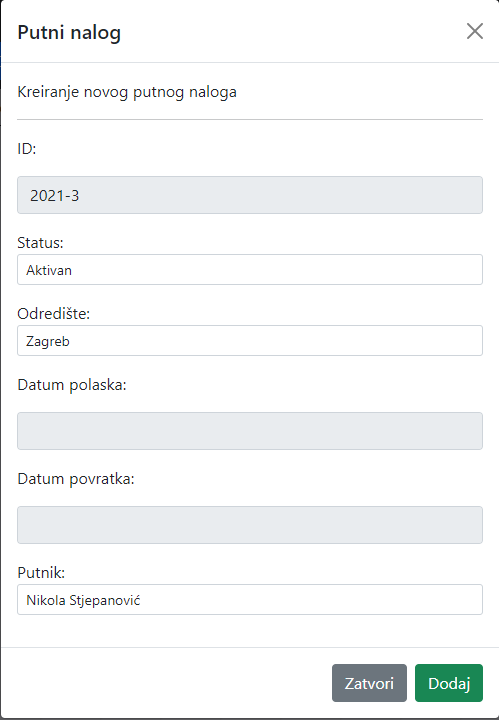 Putni nalog
Kreiranje novog putnog naloga
ID:
2021-3
Status:
Aktivan
Odredište:
Zagreb
Datum polaska:
Datum povratka:
Putnik:
Nikola Stjepanović
Zatvori Dodaj